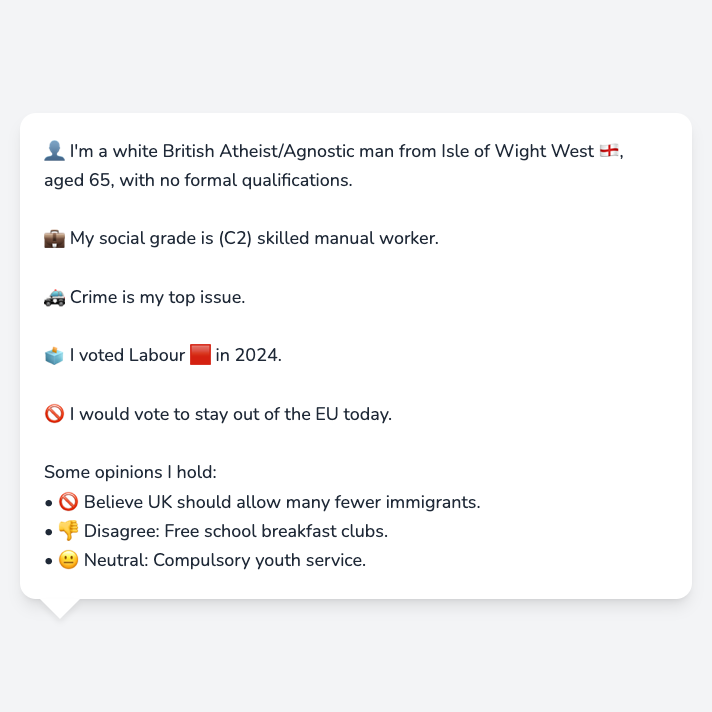 👤 I'm a white British Atheist/Agnostic man from Isle of Wight West 🏴󠁧󠁢󠁥󠁮󠁧󠁿,
aged 65, with no formal qualifications.
💼 My social grade is (C2) skilled manual worker.
🚓 Crime is my top issue.
🗳️ I voted Labour 🟥 in 2024.
🚫 I would vote to stay out of the EU today.
Some opinions I hold:
• 🚫 Believe UK should allow many fewer immigrants.
• 👎 Disagree: Free school breakfast clubs.
• 😐 Neutral: Compulsory youth service.